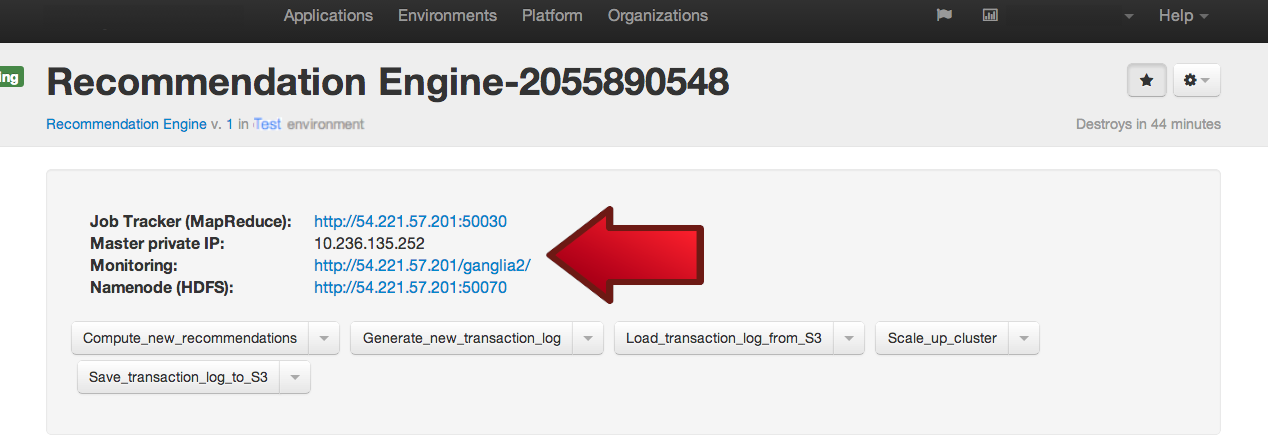 Applications Environments Platform Organizations Help
ing
Recommendation Engine-2055890548
Recommendation Engine v. 1 in Test environment Destroys in 44 minutes
Job Tracker (MapReduce): http://54.221.57.201:50030
Master private IP: 10.236.135.252
Monitoring: http://54.221.57.201/ganglia2/
Namenode (HDFS): http://54.221.57.201:50070
Compute_new_recommendations Generate_new_transaction_log Load_transaction_log_from_S3 Scale_up_cluster
Save_transaction_log_to_S3